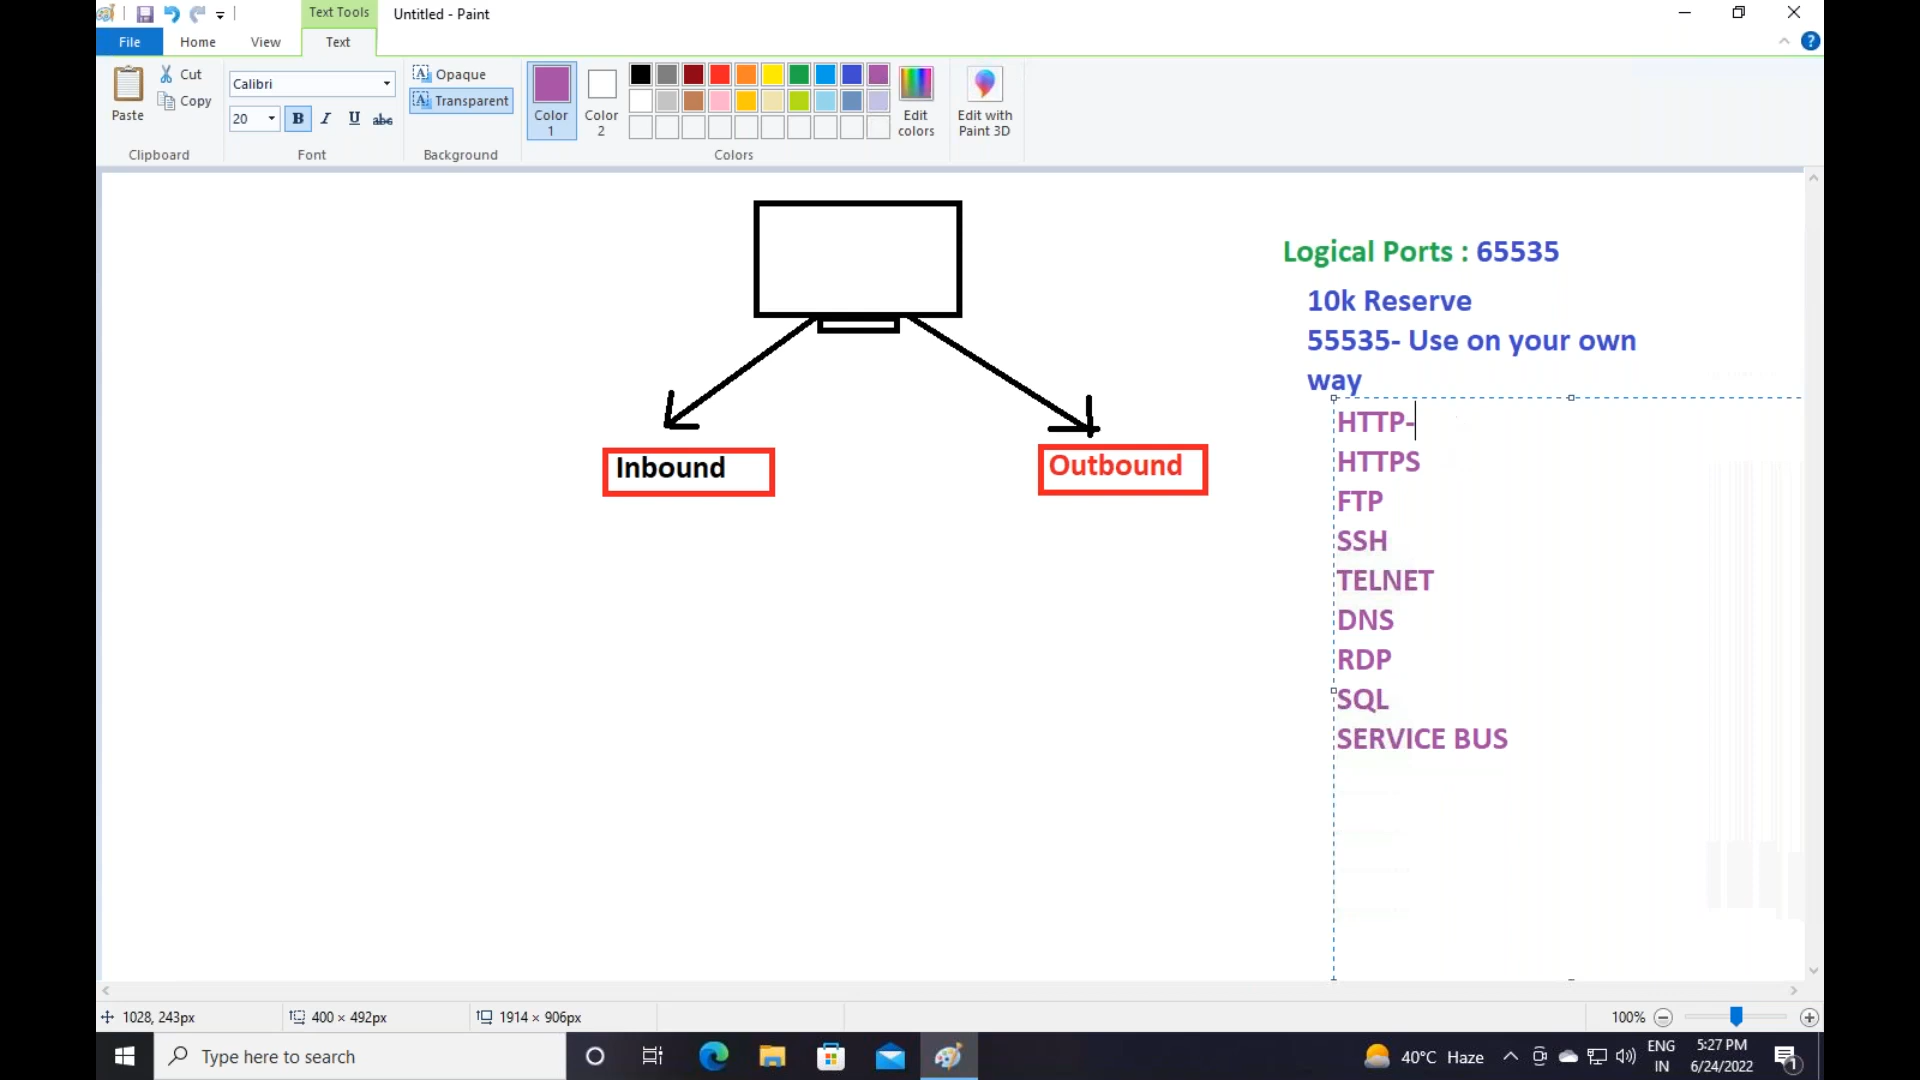 Text Tools
Untitled - Paint
File
Home
View
Text
Paste
Cut
Copy
Clipboard
Calibri
20
B
I
U
abc
Font
Opaque
Transparent
Background
Color
1
Color
2
Edit
colors
Colors
Edit with
Paint 3D
Logical Ports : 65535
10k Reserve
55535- Use on your own
way
HTTP-
HTTPS
FTP
SSH
TELNET
DNS
RDP
SQL
SERVICE BUS
Inbound
Outbound
1028, 243px
400 × 492px
1914 × 906px
100%
Type here to search
40°C Haze
ENG
IN
5:27 PM
6/24/2022
1